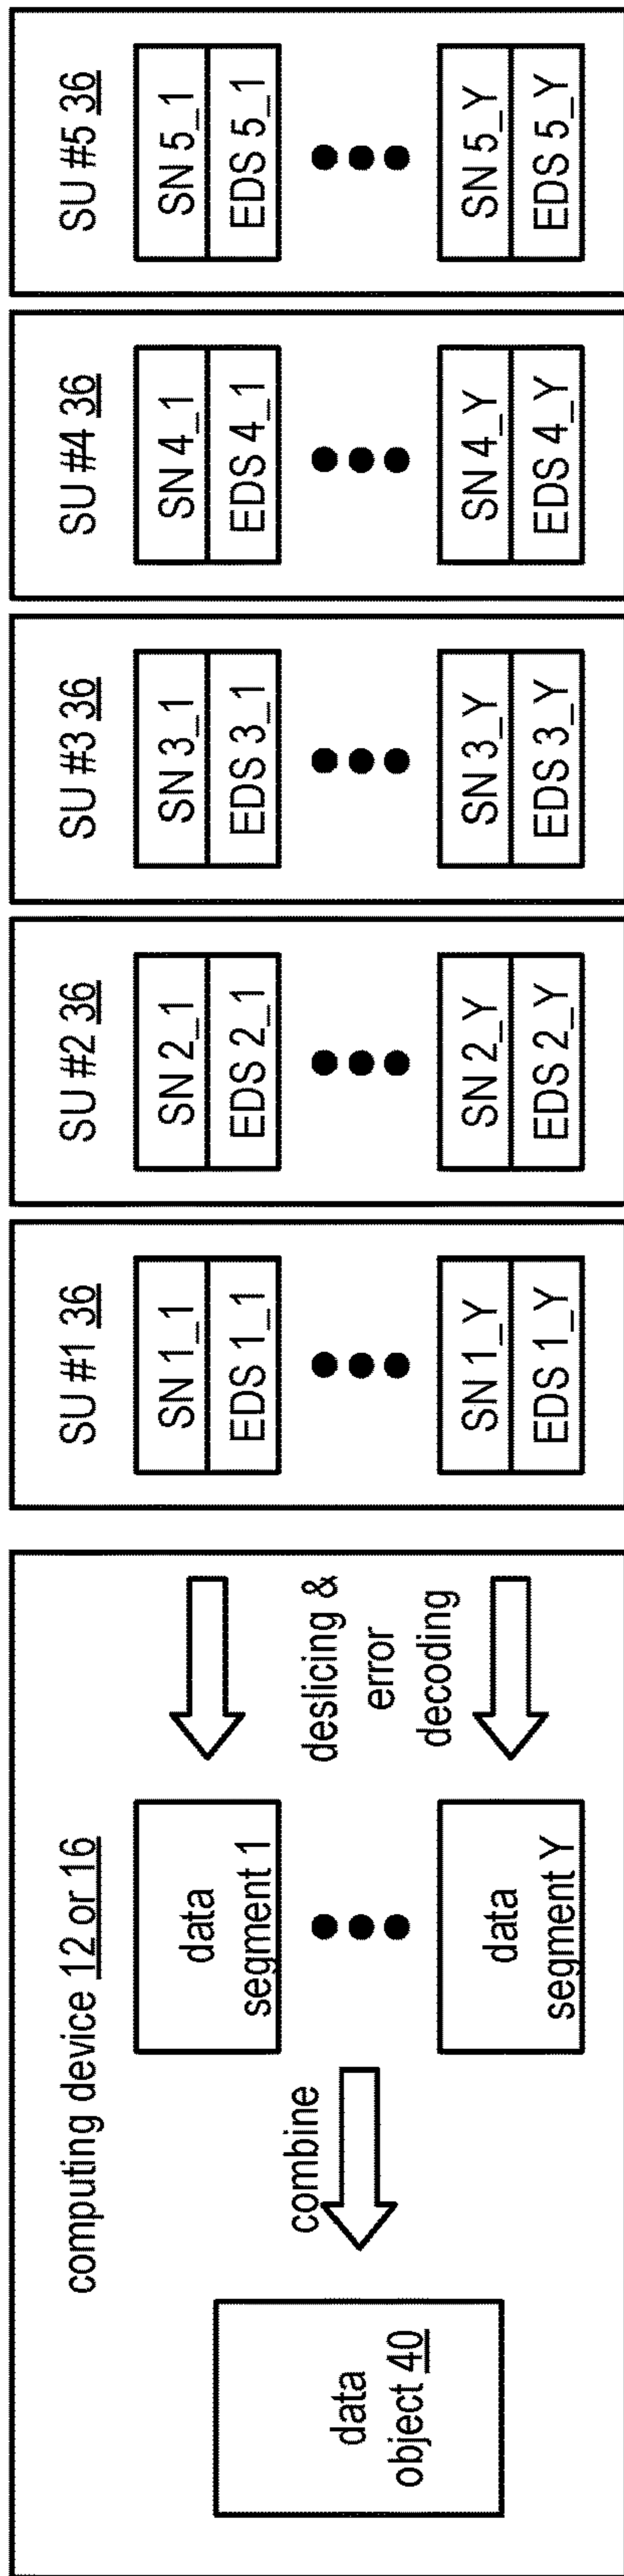 computing device 12 or 16
data
object 40
combine
data
segment 1
data
segment Y
deslicing &
error
decoding
SU #1 36
SN 1_1
EDS 1_1
SN 1_Y
EDS 1_Y
SU #2 36
SN 2_1
EDS 2_1
SN 2_Y
EDS 2_Y
SU #3 36
SN 3_1
EDS 3_1
SN 3_Y
EDS 3_Y
SU #4 36
SN 4_1
EDS 4_1
SN 4_Y
EDS 4_Y
SU #5 36
SN 5_1
EDS 5_1
SN 5_Y
EDS 5_Y